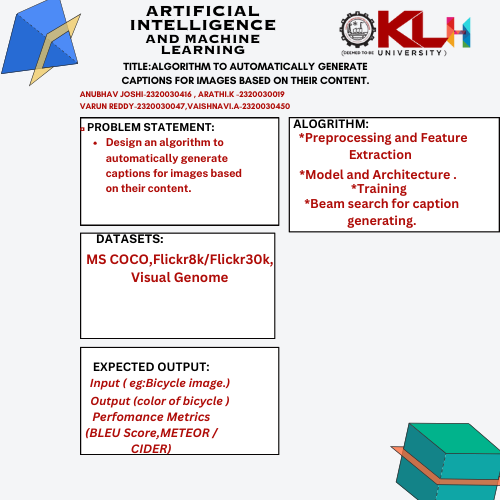 ARTIFICIAL
INTELLIGENCE
AND MACHINE
LEARNING
KLH
(DEEMED TO BE UNIVERSITY)
TITLE:ALGORITHM TO AUTOMATICALLY GENERATE
CAPTIONS FOR IMAGES BASED ON THEIR CONTENT.
ANUBHAV JOSHI-2320030416 , ARATHI.K -2320030019
VARUN REDDY-2320030047,VAISHNAVI.A-2320030450
PROBLEM STATEMENT:
• Design an algorithm to
automatically generate
captions for images based
on their content.
ALOGRITHM:
*Preprocessing and Feature
Extraction
*Model and Architecture .
*Training
*Beam search for caption
generating.
DATASETS:
MS COCO,Flickr8k/Flickr30k,
Visual Genome
EXPECTED OUTPUT:
Input ( eg:Bicycle image.)
Output (color of bicycle )
Perfomance Metrics
(BLEU Score,METEOR /
CIDER)